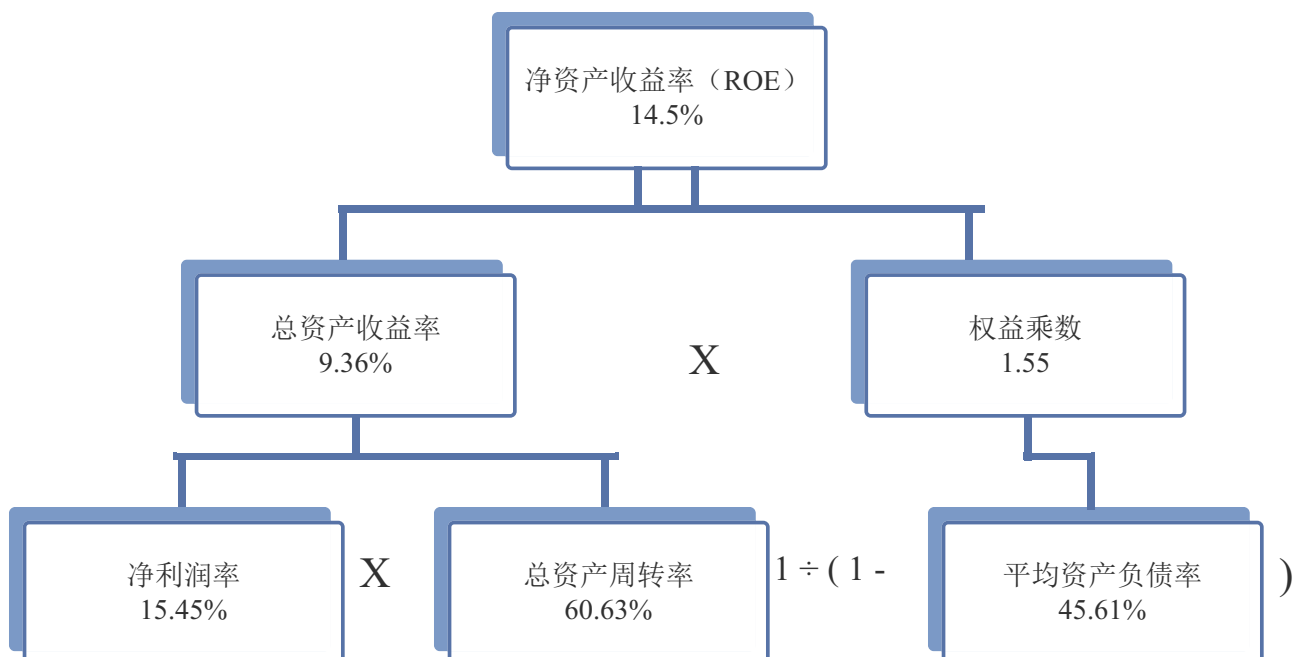 净资产收益率（ROE）
14.5%
总资产收益率
9.36%
X
权益乘数
1.55
净利润率
15.45%
X
总资产周转率
60.63%
1 ÷ ( 1 -
平均资产负债率
45.61%
)